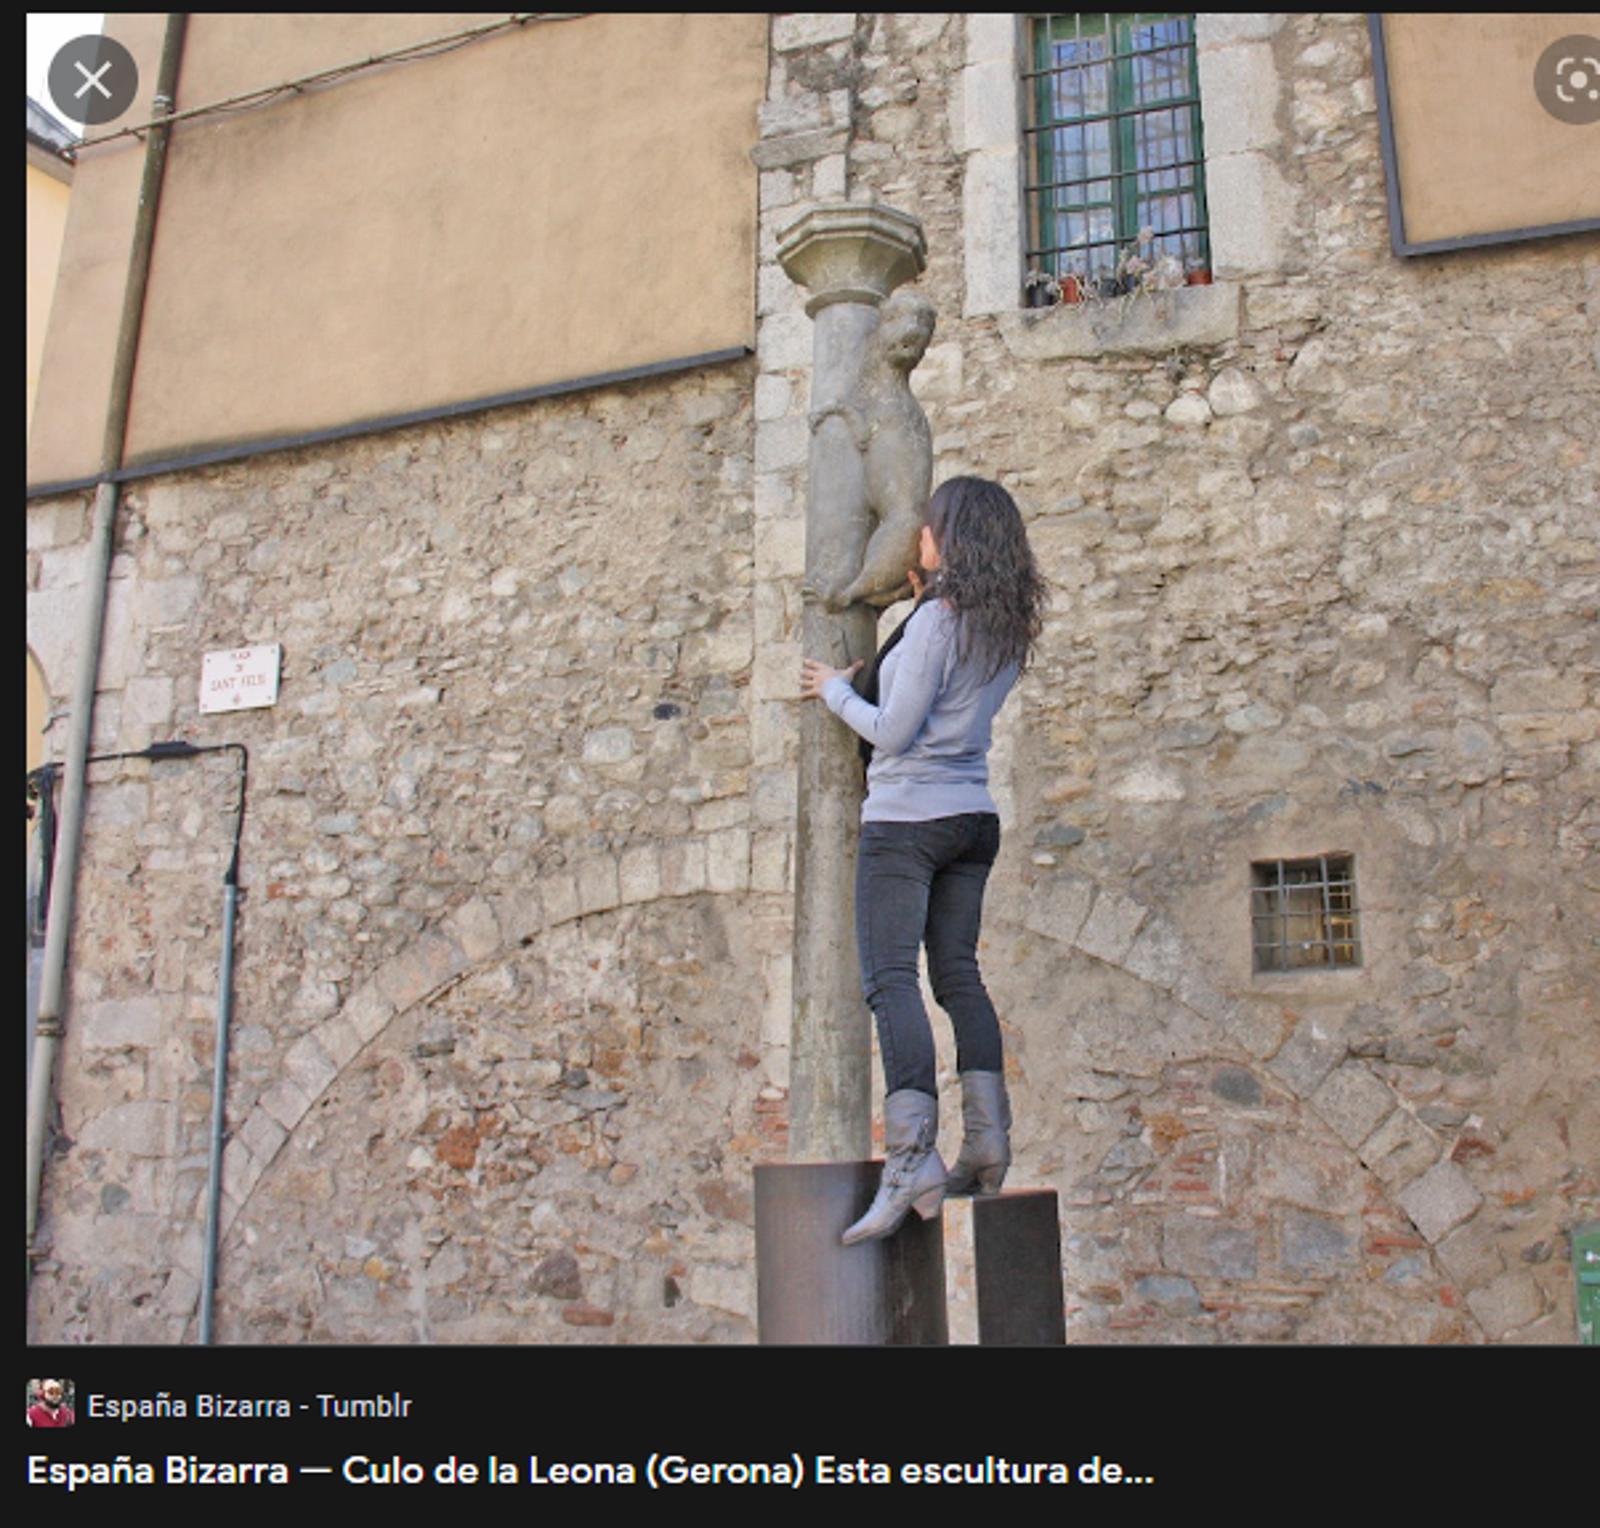 PLAÇA
DE
SANT FELIU
España Bizarra - Tumblr
España Bizarra — Culo de la Leona (Gerona) Esta escultura de...